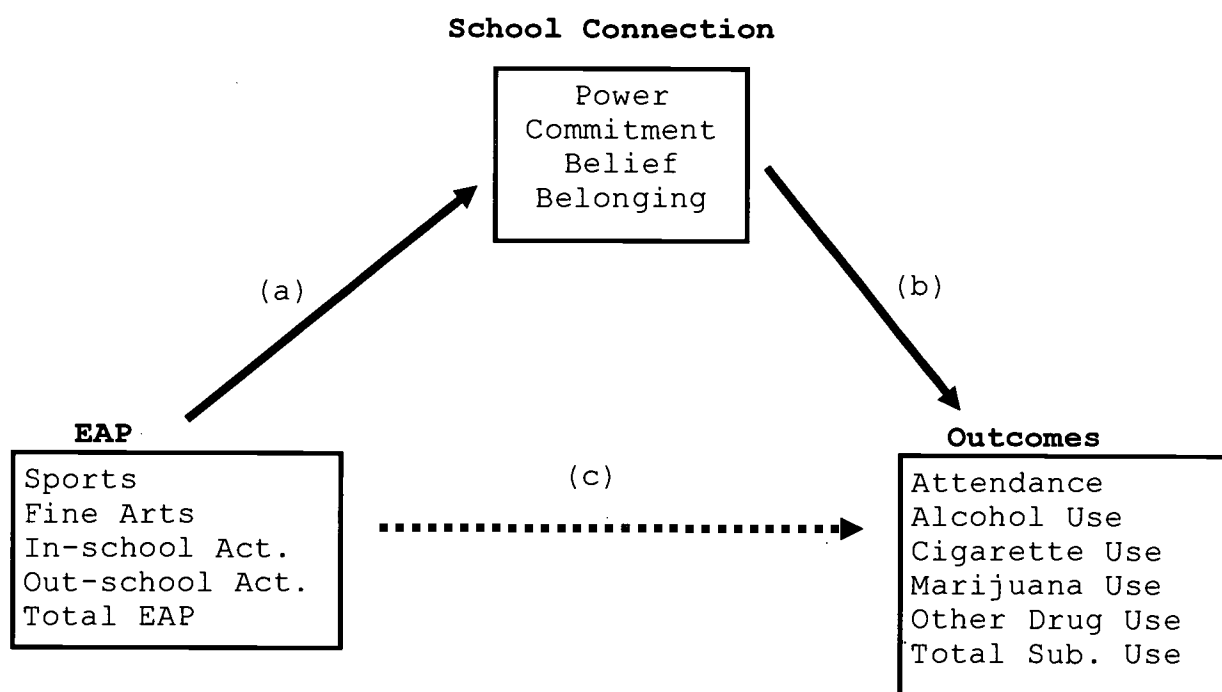 School Connection
Power
Commitment
Belief
Belonging
(a)
(b)
EAP
Sports
Fine Arts
In-school Act.
Out-school Act.
Total EAP
(c)
Outcomes
Attendance
Alcohol Use
Cigarette Use
Marijuana Use
Other Drug Use
Total Sub. Use